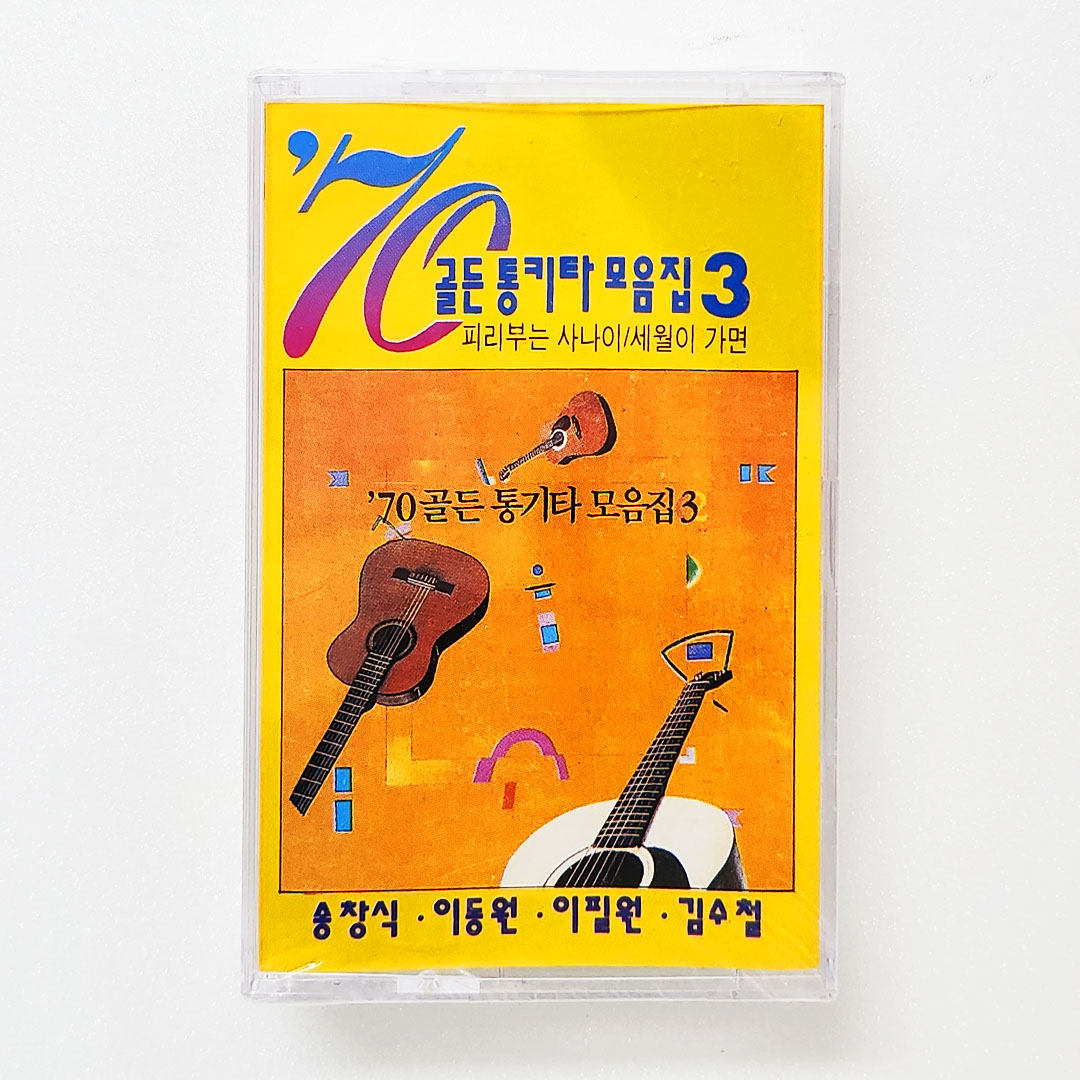 '70
골든 통키타 모음집 3
피리부는 사나이/세월이 가면
'70 골든 통기타 모음집 3
송창식 · 이동원 · 이필원 · 김수철